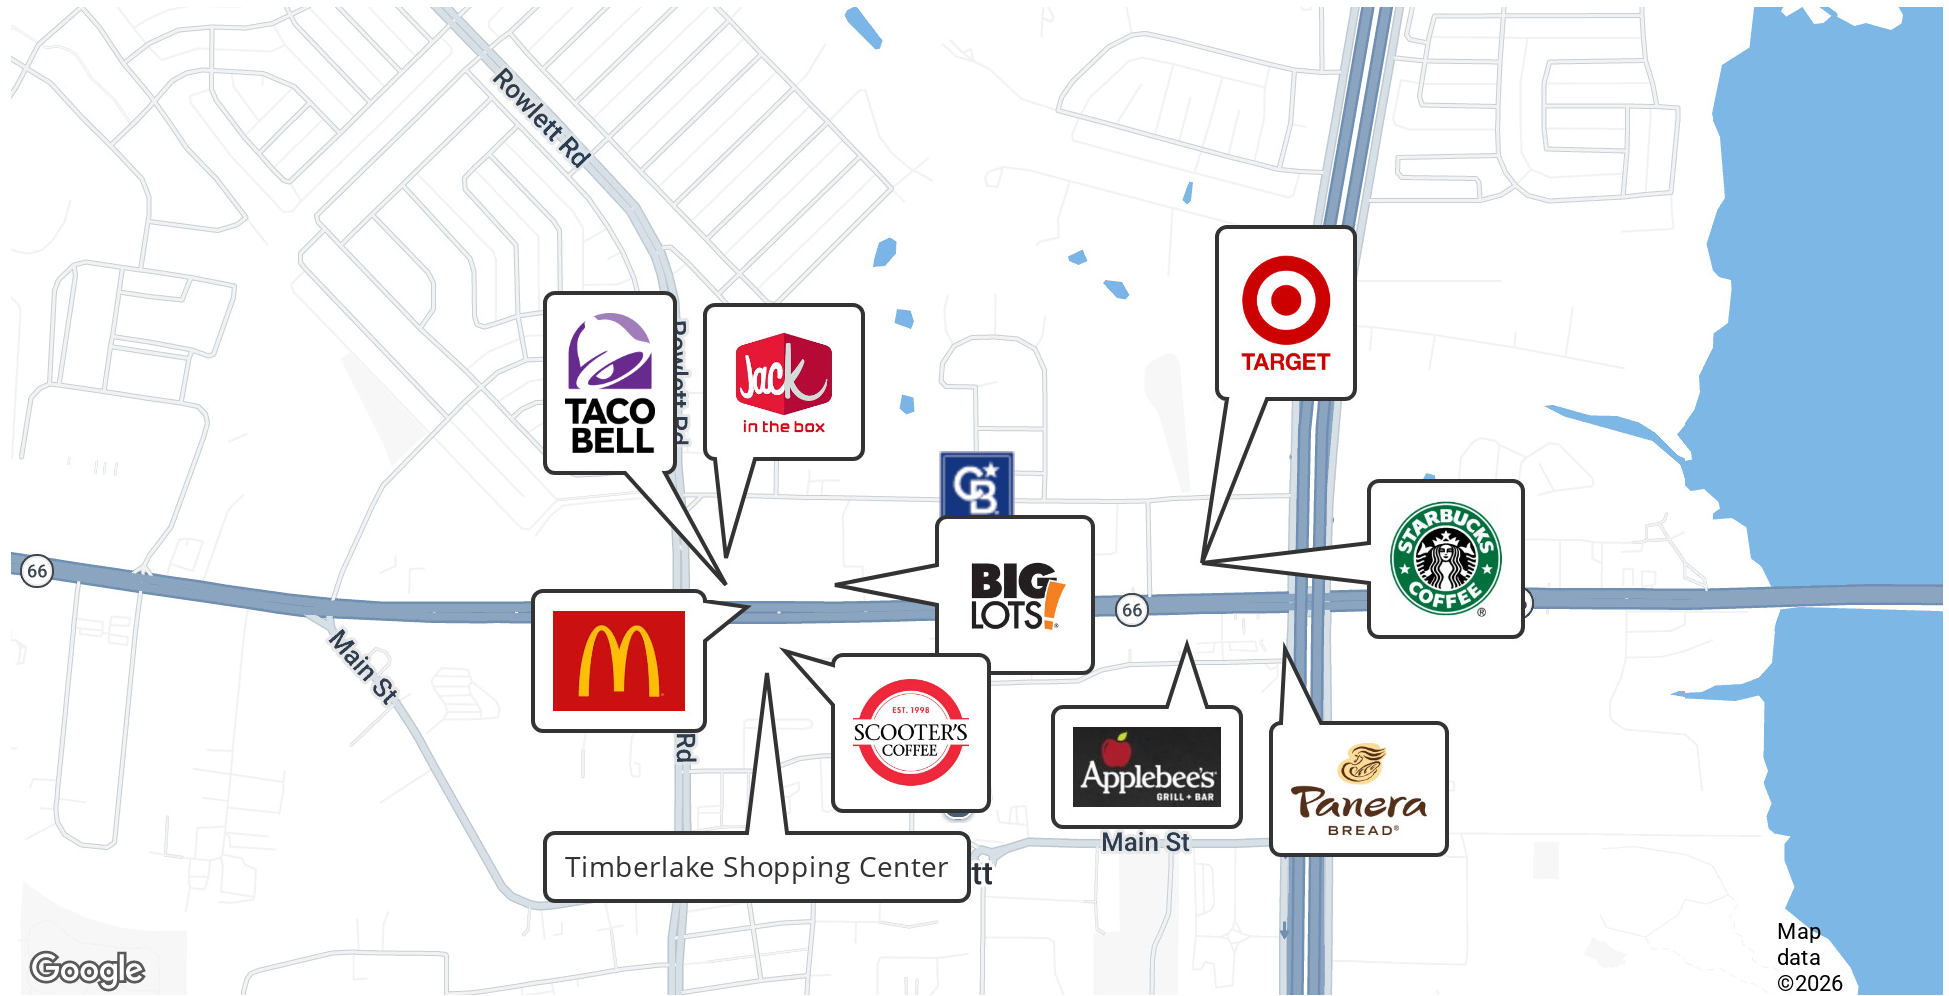 Rowlett Rd
TARGET
TACO
BELL
Rowlett Rd
Jack
in the box
CB
STARBUCKS
COFFEE
®
66
BIG
LOTS!
66
Main St
EST. 1998
SCOOTER'S
COFFEE
Rd
Applebee's
GRILL + BAR
Panera
BREAD®
Main St
Timberlake Shopping Center
tt
Map
data
©2026
Google